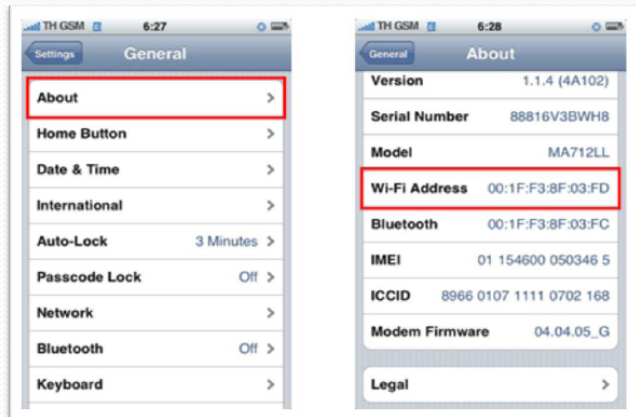 TH GSM E 6:27
Settings General
About
Home Button
Date & Time
International
Auto-Lock 3 Minutes
Passcode Lock Off
Network
Bluetooth Off
Keyboard
TH GSM E 6:28
General About
Version 1.1.4 (4A102)
Serial Number 88816V3BWH8
Model MA712LL
Wi-Fi Address 00:1F:F3:8F:03:FD
Bluetooth 00:1F:F3:8F:03:FC
IMEI 01 154600 050346 5
ICCID 8966 0107 1111 0702 168
Modem Firmware 04.04.05_G
Legal